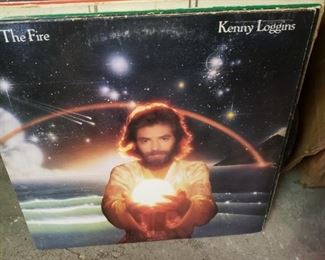 The Fire
Kenny Loggins